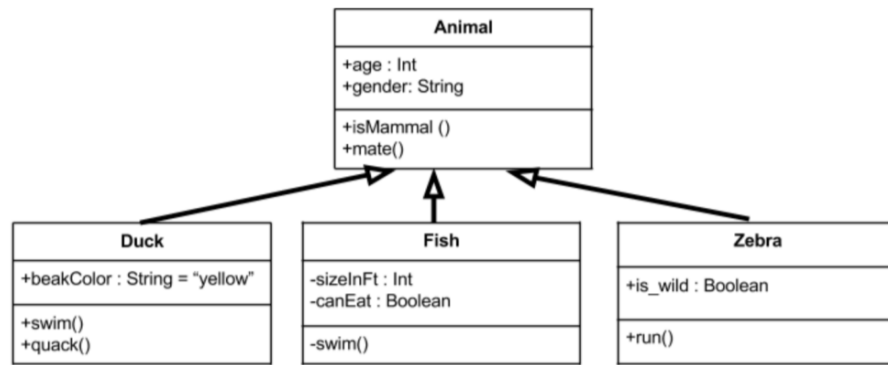 Animal
+age : Int
+gender: String
+isMammal ()
+mate()
Duck
+beakColor : String = “yellow”
+swim()
+quack()
Fish
-sizeInFt : Int
-canEat : Boolean
-swim()
Zebra
+is_wild : Boolean
+run()